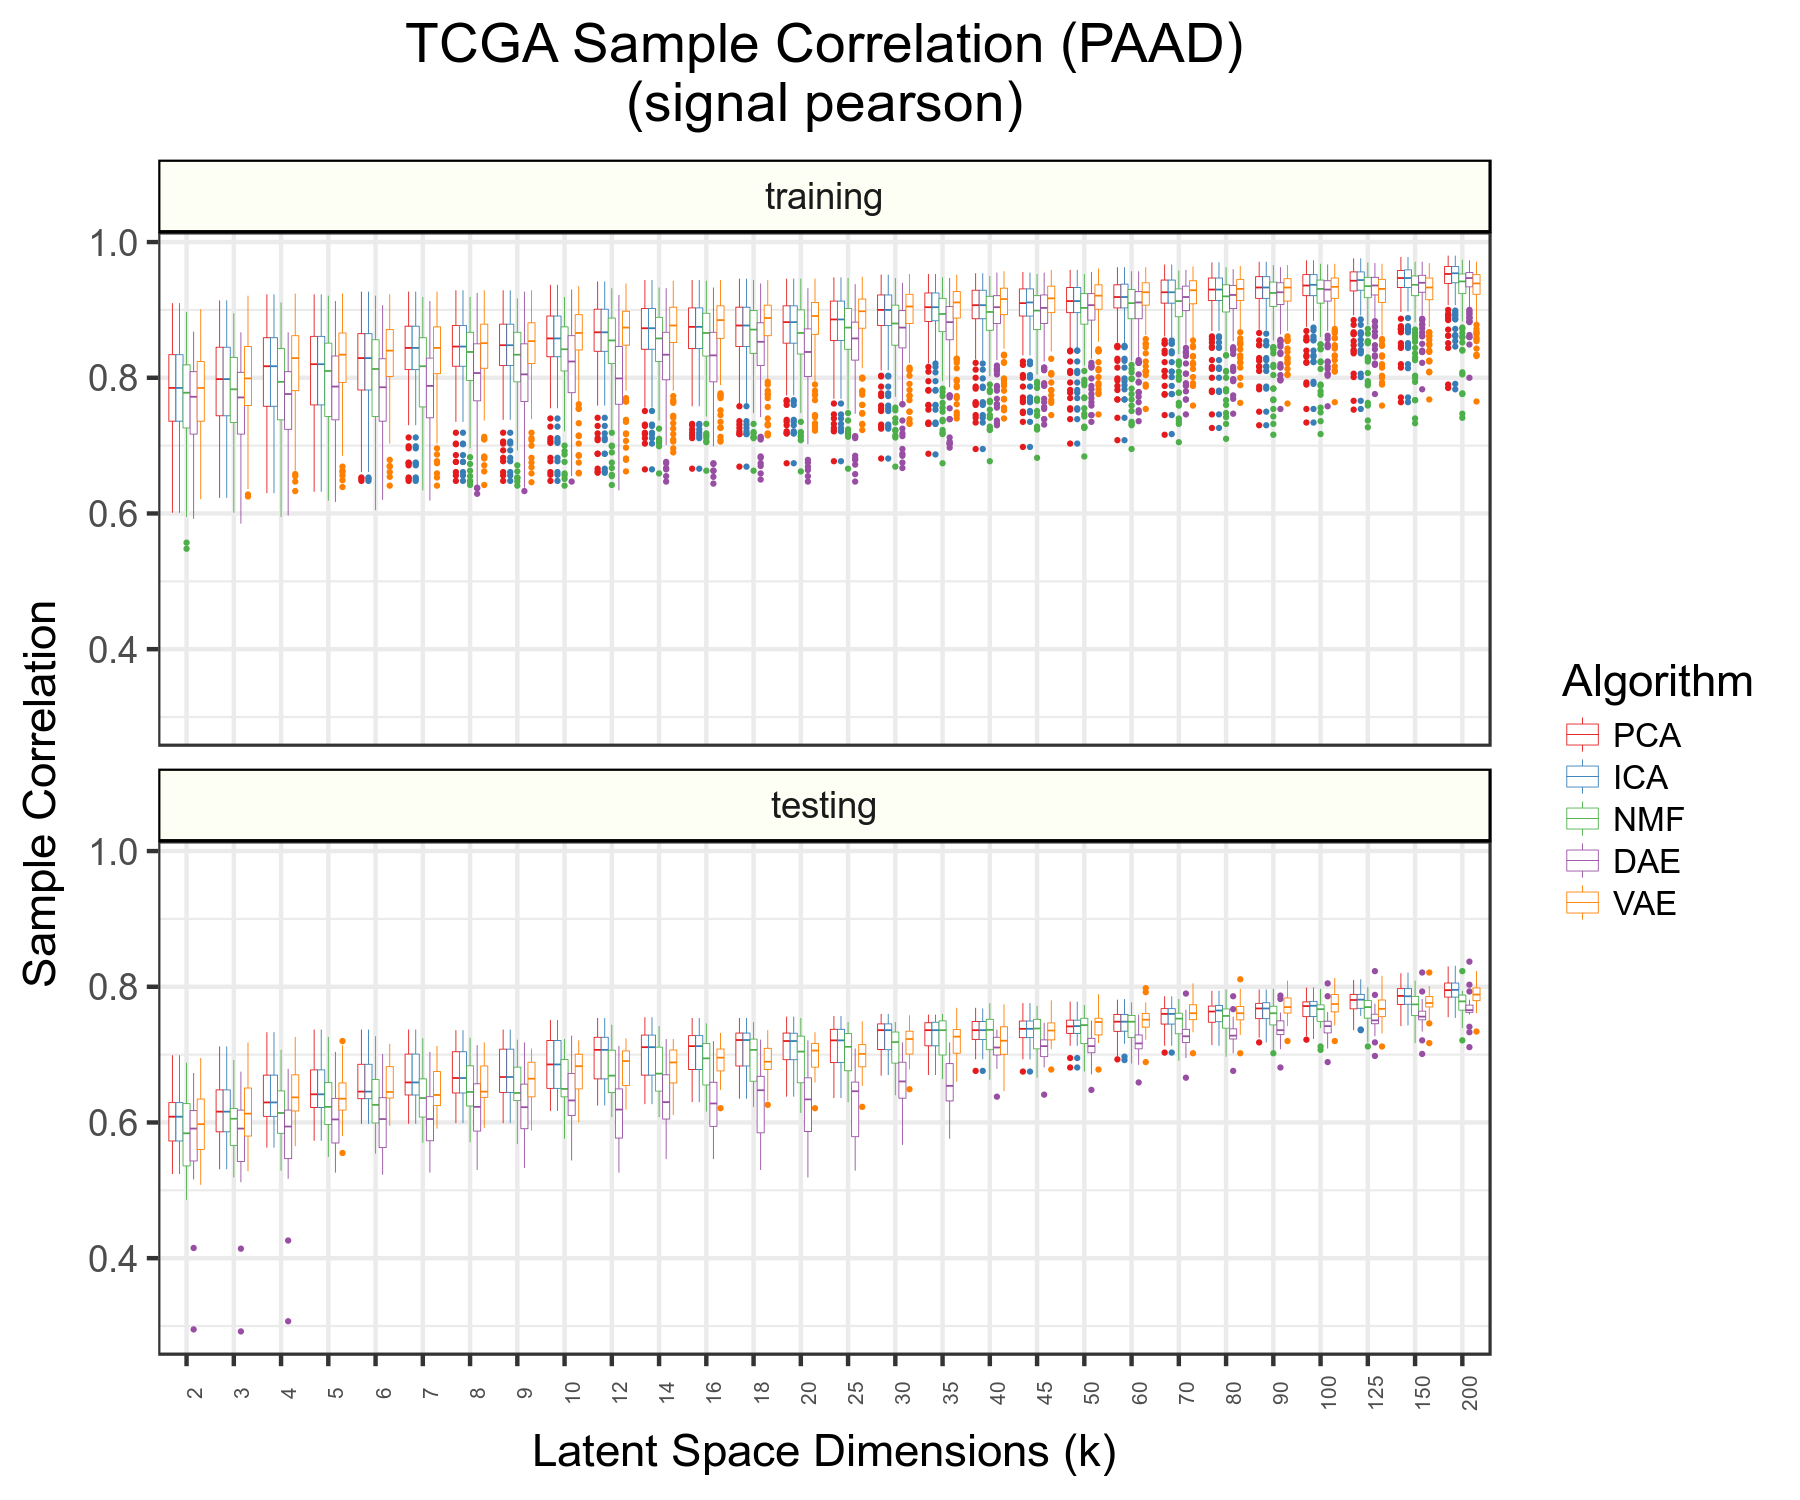 TCGA Sample Correlation (PAAD)
(signal pearson)
training
1.0
0.8
0.6
0.4
testing
1.0
0.8
0.6
0.4
Sample Correlation
2 3 4 5 6 7 8 9 10 12 14 16 18 20 25 30 35 40 45 50 60 70 80 90 100 125 150 200
Latent Space Dimensions (k)
Algorithm
PCA
ICA
NMF
DAE
VAE